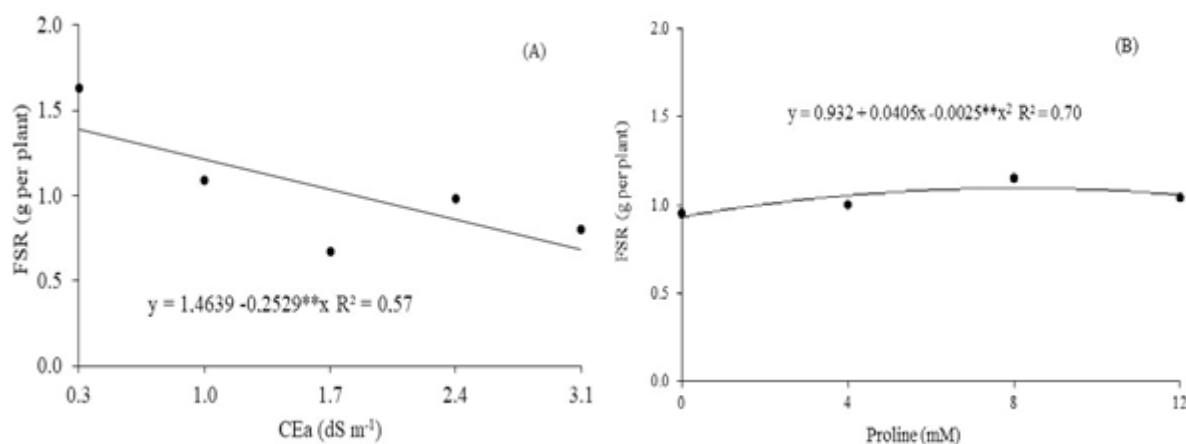 2.0
1.5
1.0
0.5
0.0
FSR (g per plant)
(A)
y = 1.4639 -0.2529**x R² = 0.57
0.3 1.0 1.7 2.4 3.1
CEa (dS m⁻¹)
2.0
1.5
1.0
0.5
0.0
FSR (g per plant)
(B)
y = 0.932 + 0.0405x -0.0025**x² R² = 0.70
0 4 8 12
Proline (mM)